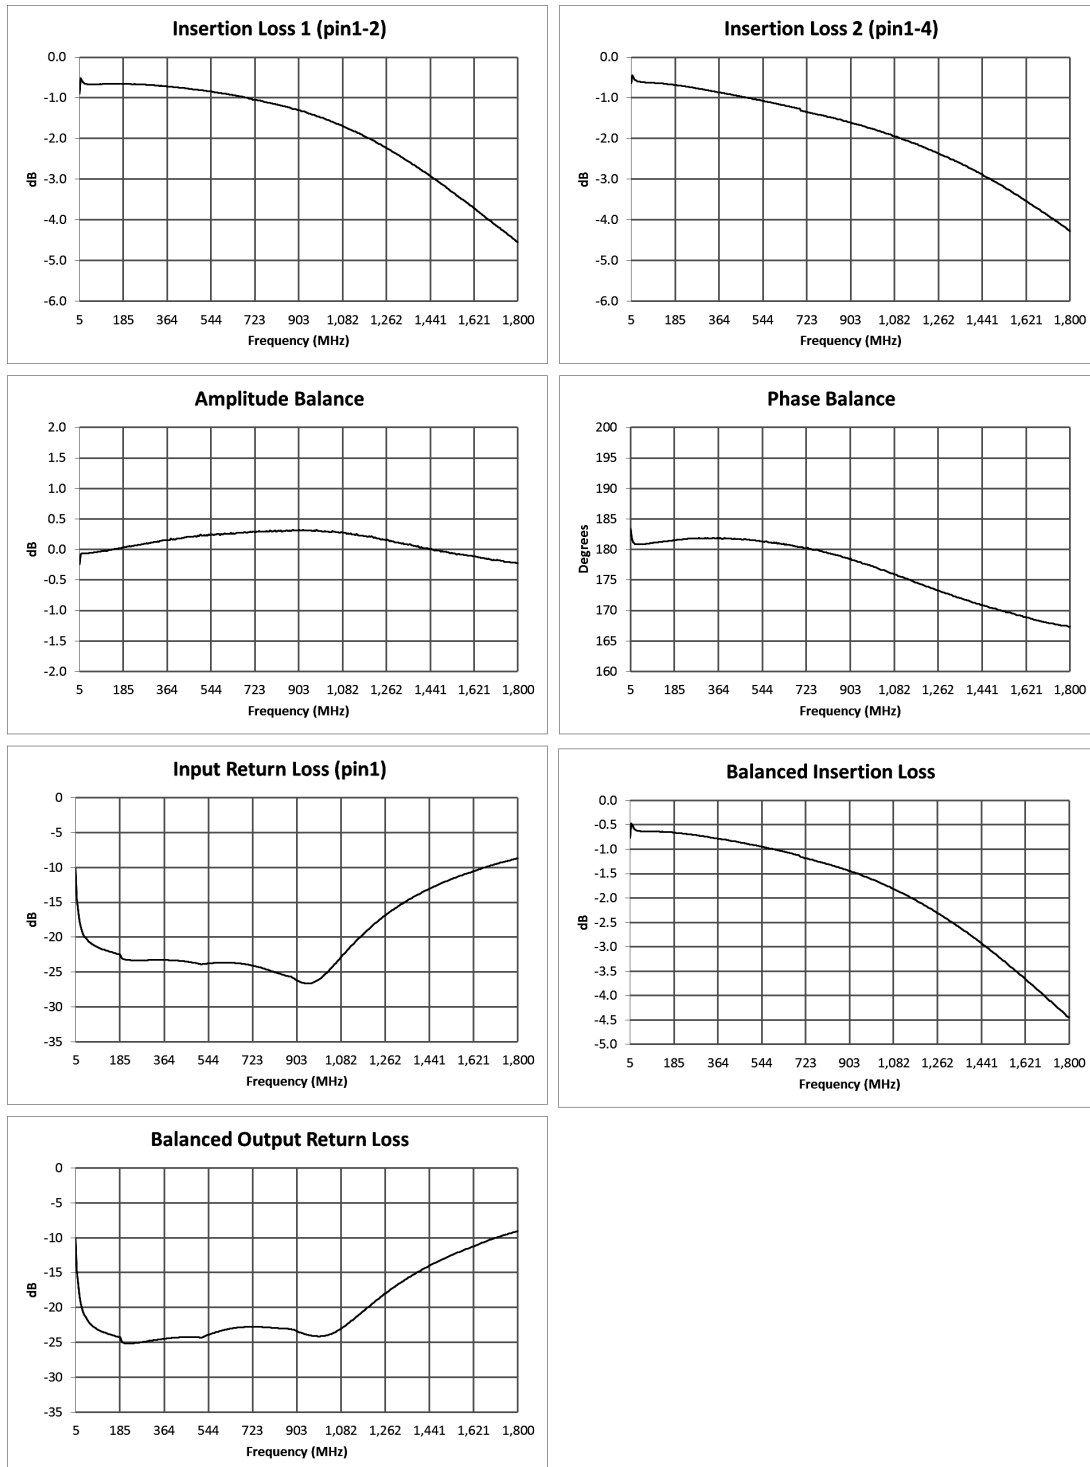 Insertion Loss 1 (pin1-2)
0.0
-1.0
-2.0
-3.0
-4.0
-5.0
-6.0
dB
5 185 364 544 723 903 1,082 1,262 1,441 1,621 1,800
Frequency (MHz)
Insertion Loss 2 (pin1-4)
0.0
-1.0
-2.0
-3.0
-4.0
-5.0
-6.0
dB
5 185 364 544 723 903 1,082 1,262 1,441 1,621 1,800
Frequency (MHz)
Amplitude Balance
2.0
1.5
1.0
0.5
0.0
-0.5
-1.0
-1.5
-2.0
dB
5 185 364 544 723 903 1,082 1,262 1,441 1,621 1,800
Frequency (MHz)
Phase Balance
200
195
190
185
180
175
170
165
160
Degrees
5 185 364 544 723 903 1,082 1,262 1,441 1,621 1,800
Frequency (MHz)
Input Return Loss (pin1)
0
-5
-10
-15
-20
-25
-30
-35
dB
5 185 364 544 723 903 1,082 1,262 1,441 1,621 1,800
Frequency (MHz)
Balanced Insertion Loss
0.0
-0.5
-1.0
-1.5
-2.0
-2.5
-3.0
-3.5
-4.0
-4.5
-5.0
dB
5 185 364 544 723 903 1,082 1,262 1,441 1,621 1,800
Frequency (MHz)
Balanced Output Return Loss
0
-5
-10
-15
-20
-25
-30
-35
dB
5 185 364 544 723 903 1,082 1,262 1,441 1,621 1,800
Frequency (MHz)